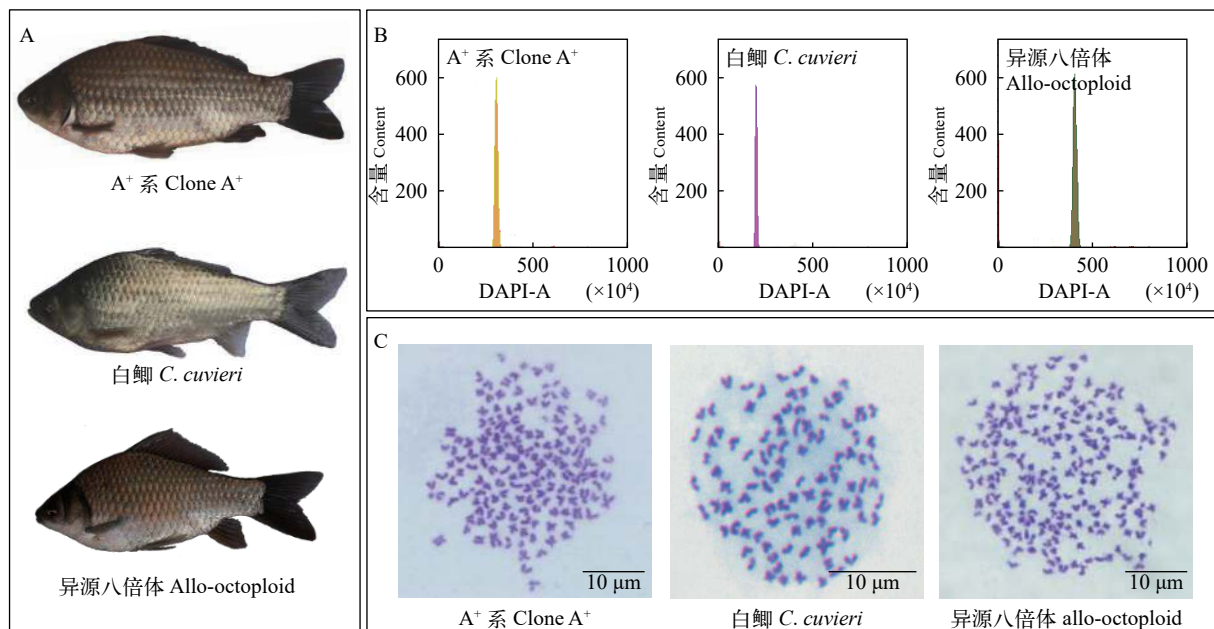 A
A⁺ 系 Clone A⁺
白鲫 C. cuvieri
异源八倍体 Allo-octoploid
B
A⁺ 系 Clone A⁺
600
400
200
含量 Content
0
500
1000
DAPI-A
(×10⁴)
白鲫 C. cuvieri
600
400
200
含量 Content
0
500
1000
DAPI-A
(×10⁴)
异源八倍体
Allo-octoploid
600
400
200
含量 Content
0
500
1000
DAPI-A
(×10⁴)
C
10 μm
A⁺ 系 Clone A⁺
10 μm
白鲫 C. cuvieri
10 μm
异源八倍体 allo-octoploid